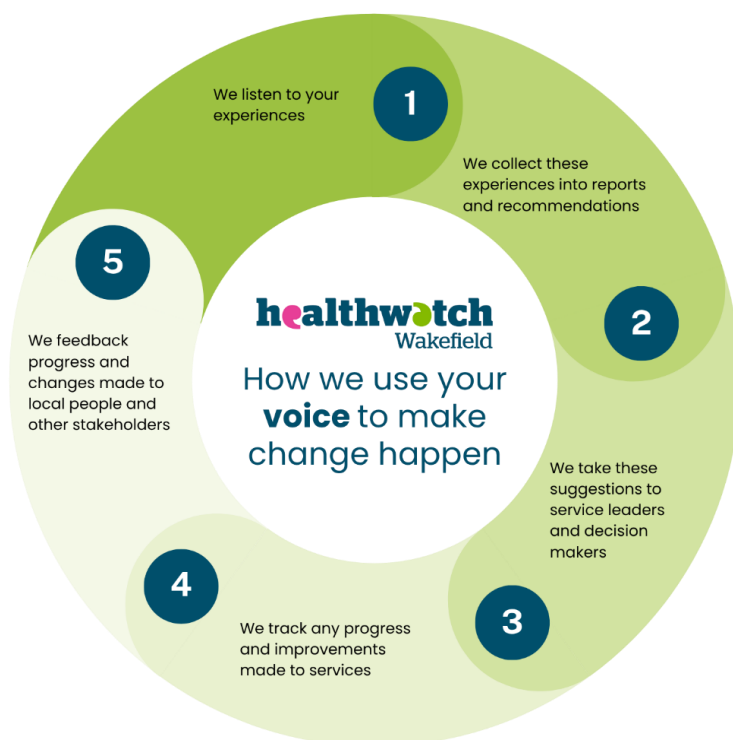 1
We listen to your
experiences
We collect these
experiences into reports
and recommendations
2
We take these
suggestions to
service leaders
and decision
makers
3
We track any progress
and improvements
made to services
4
We feedback
progress and
changes made to
local people and
other stakeholders
5
healthwatch
Wakefield
How we use your
voice to make
change happen